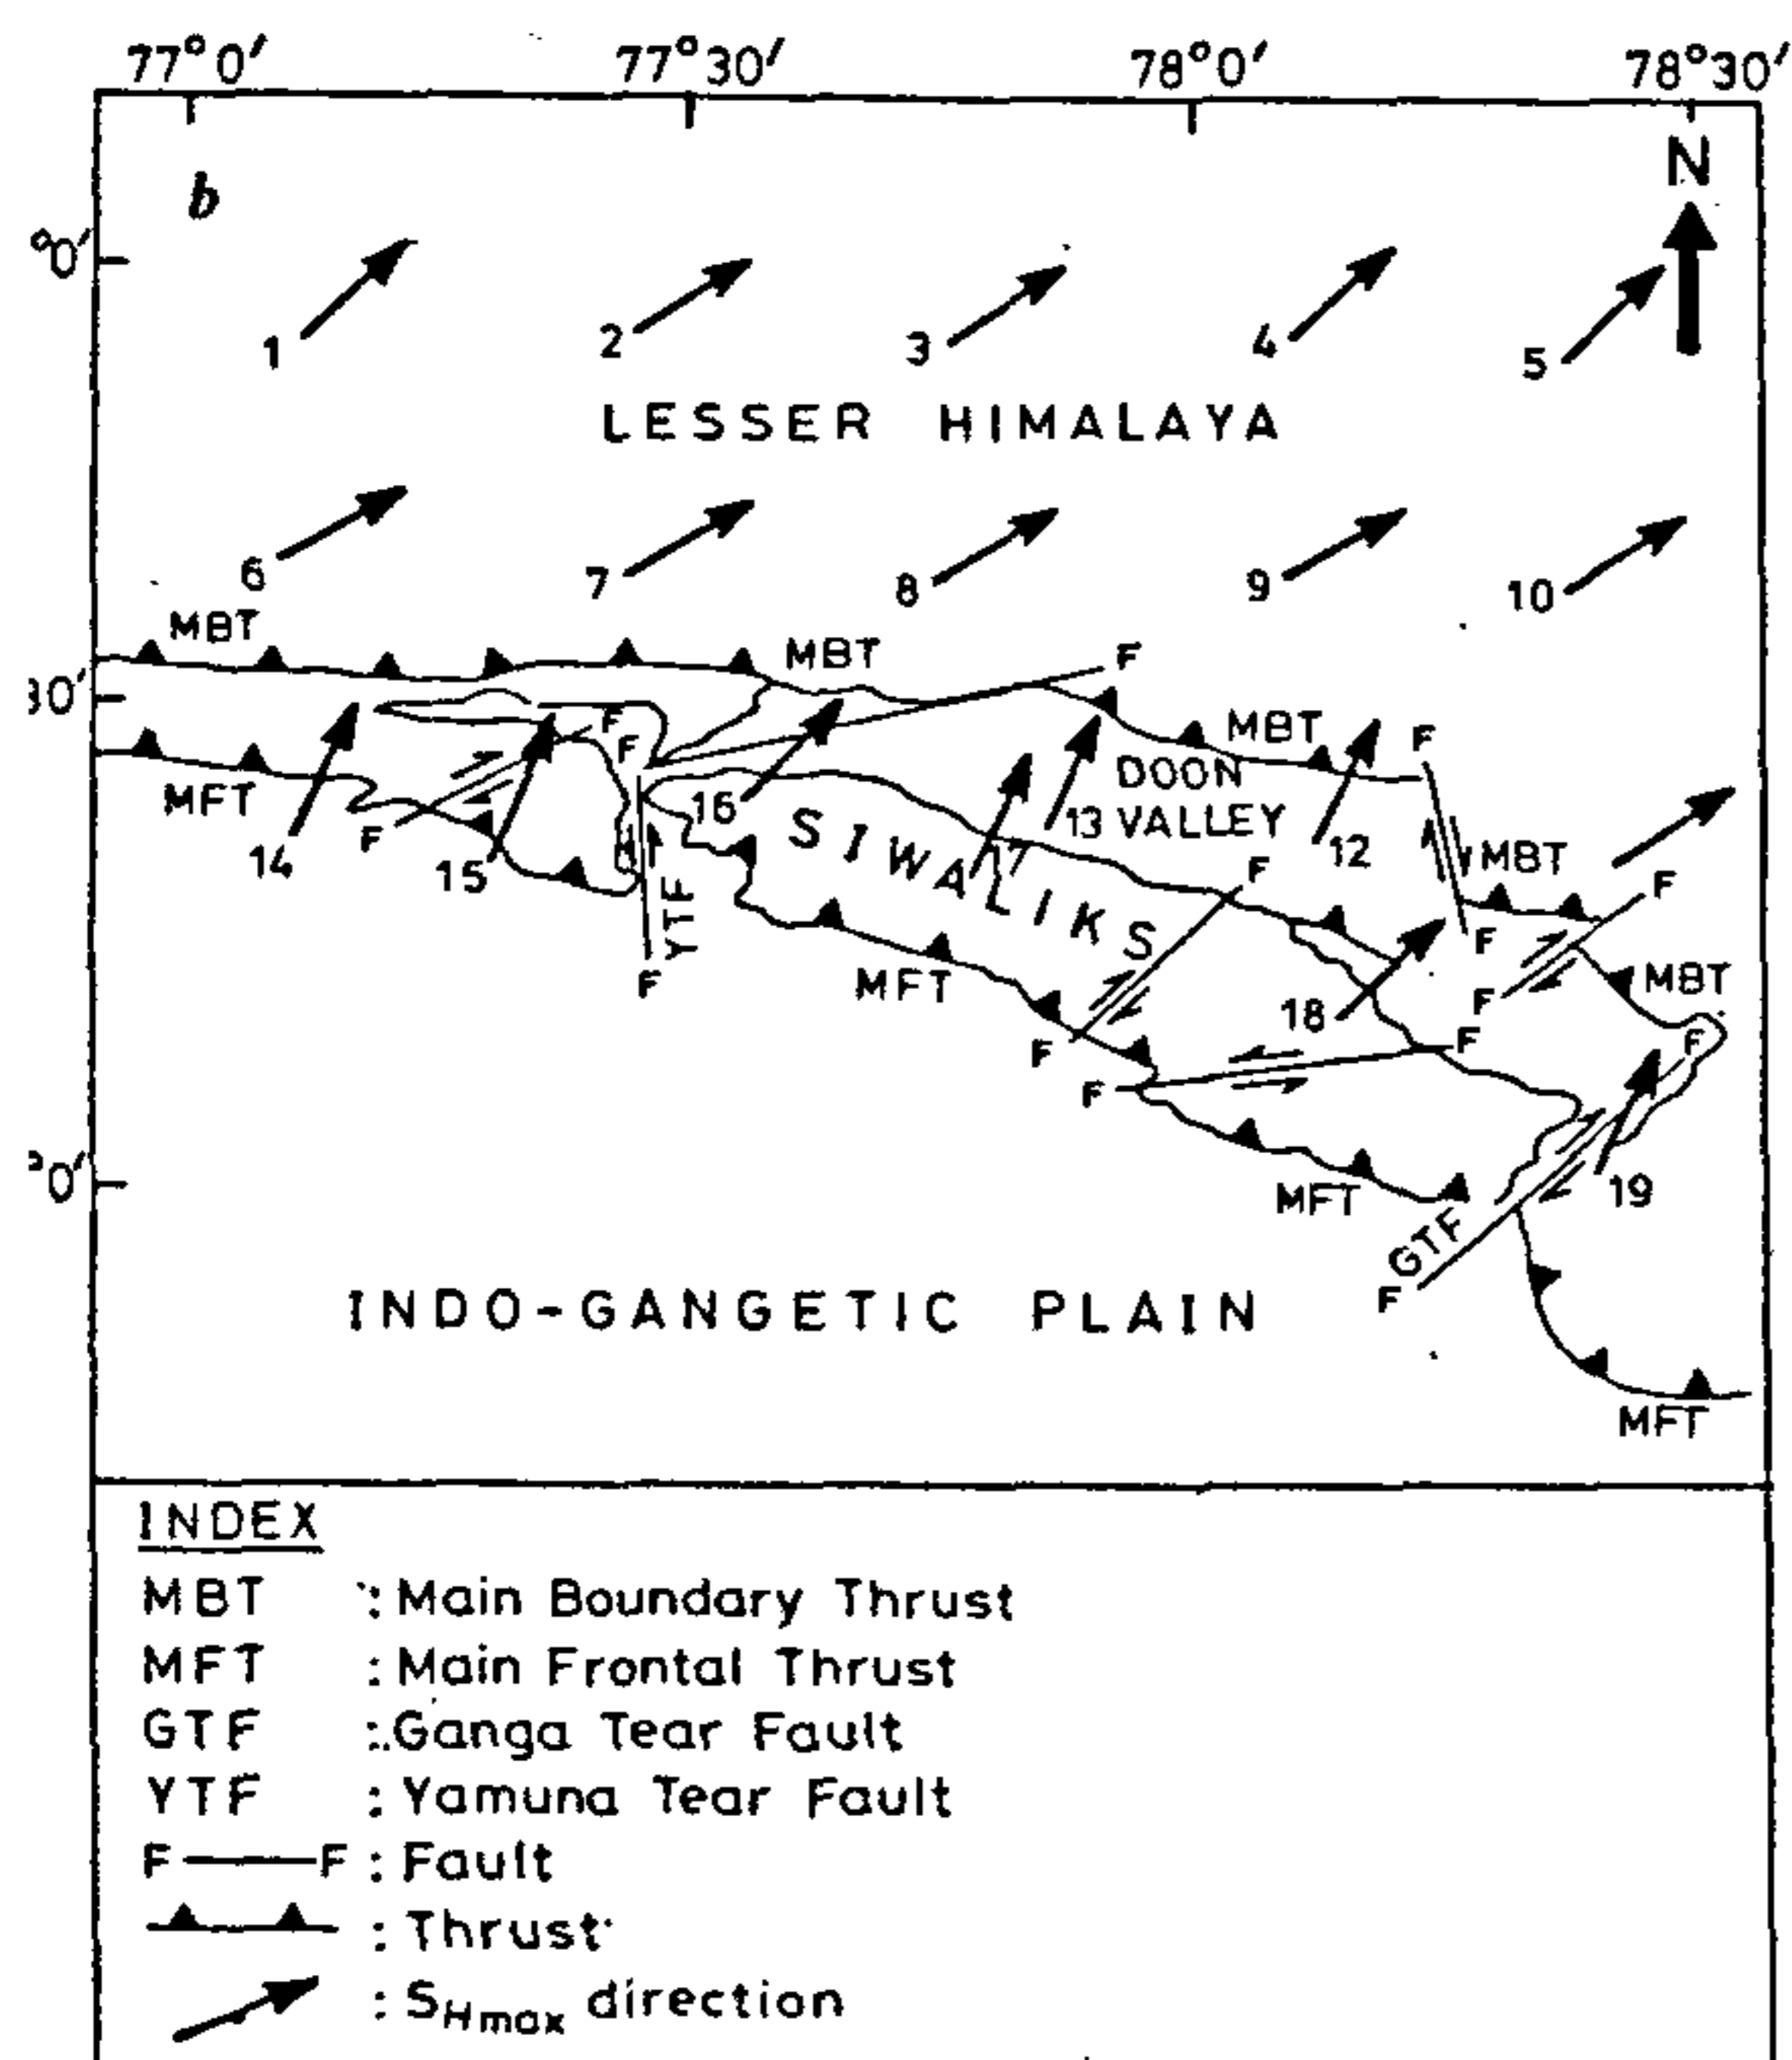 77°0′ 77°30′ 78°0′ 78°30′
b N
°0′
1 2 3 4 5
LESSER HIMALAYA
6 7 8 9 10
MBT
MBT F
30′
F MBT F
F
MFT 16 13 DOON
VALLEY
14 F 15 SIWALIKS 17 12 MBT
F F
YTF
F MFT F MBT
F 18 F
F F F
°0′
MFT 19
GTF
F
INDO-GANGETIC PLAIN
MFT
INDEX
MBT : Main Boundary Thrust
MFT : Main Frontal Thrust
GTF : Ganga Tear Fault
YTF : Yamuna Tear Fault
F—F : Fault
: Thrust
: SHmax direction